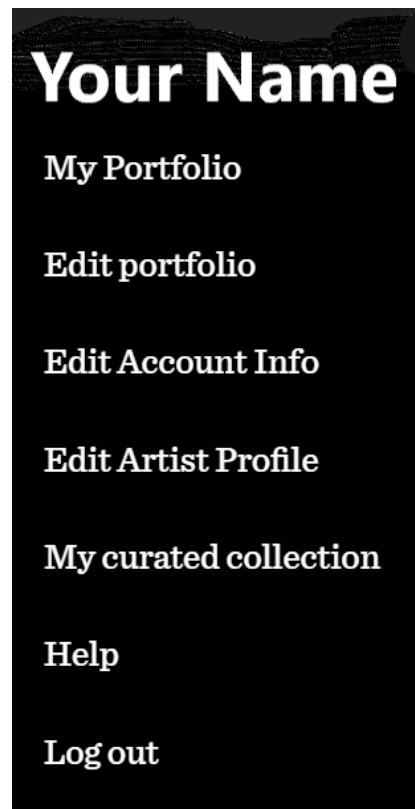 Your Name
My Portfolio
Edit portfolio
Edit Account Info
Edit Artist Profile
My curated collection
Help
Log out